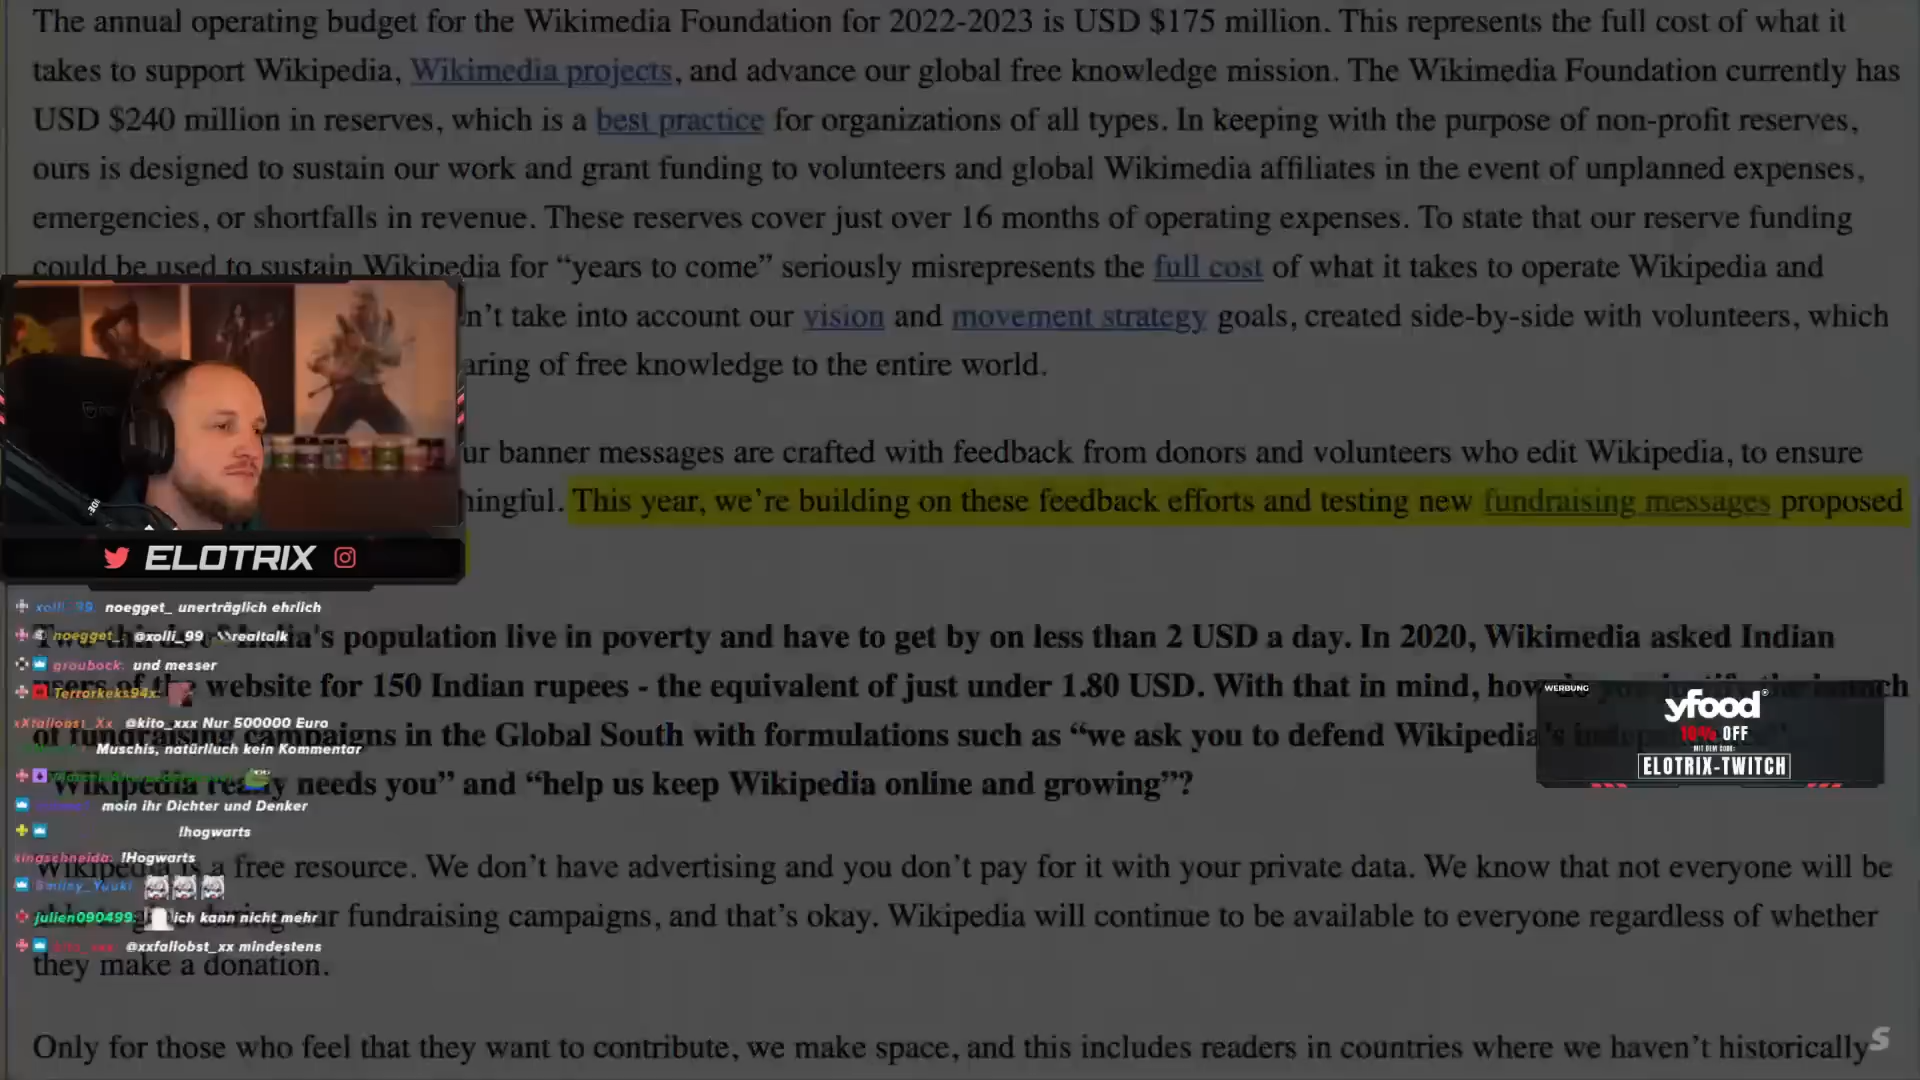 The annual operating budget for the Wikimedia Foundation for 2022-2023 is USD $175 million. This represents the full cost of what it
takes to support Wikipedia, Wikimedia projects, and advance our global free knowledge mission. The Wikimedia Foundation currently has
USD $240 million in reserves, which is a best practice for organizations of all types. In keeping with the purpose of non-profit reserves,
ours is designed to sustain our work and grant funding to volunteers and global Wikimedia affiliates in the event of unplanned expenses,
emergencies, or shortfalls in revenue. These reserves cover just over 16 months of operating expenses. To state that our reserve funding
could be used to sustain Wikipedia for “years to come” seriously misrepresents the full cost of what it takes to operate Wikipedia and
n’t take into account our vision and movement strategy goals, created side-by-side with volunteers, which
aring of free knowledge to the entire world.
ur banner messages are crafted with feedback from donors and volunteers who edit Wikipedia, to ensure
ningful. This year, we’re building on these feedback efforts and testing new fundraising messages proposed
ELOTRIX
xolli_99: noegget_ unerträglich ehrlich
noegget_: @xolli_99 realtalk
groubock: und messer
Terrorkeks94x:
xXfallobst_Xx @kito_xxx Nur 500000 Euro
Muschis, natürlluch kein Kommentar
moin ihr Dichter und Denker
!hogwarts
kingschneida: !Hogwarts
Smiley_Yuuki
julien090499: ich kann nicht mehr
@xxfallobst_xx mindestens
India's population live in poverty and have to get by on less than 2 USD a day. In 2020, Wikimedia asked Indian
users of the website for 150 Indian rupees - the equivalent of just under 1.80 USD. With that in mind, how
of fundraising campaigns in the Global South with formulations such as “we ask you to defend Wikipedia's
“Wikipedia really needs you” and “help us keep Wikipedia online and growing”?
WERBUNG
yfood
10% OFF
MIT DEM CODE:
ELOTRIX-TWITCH
Wikipedia is a free resource. We don’t have advertising and you don’t pay for it with your private data. We know that not everyone will be
our fundraising campaigns, and that’s okay. Wikipedia will continue to be available to everyone regardless of whether
they make a donation.
Only for those who feel that they want to contribute, we make space, and this includes readers in countries where we haven’t historically
S